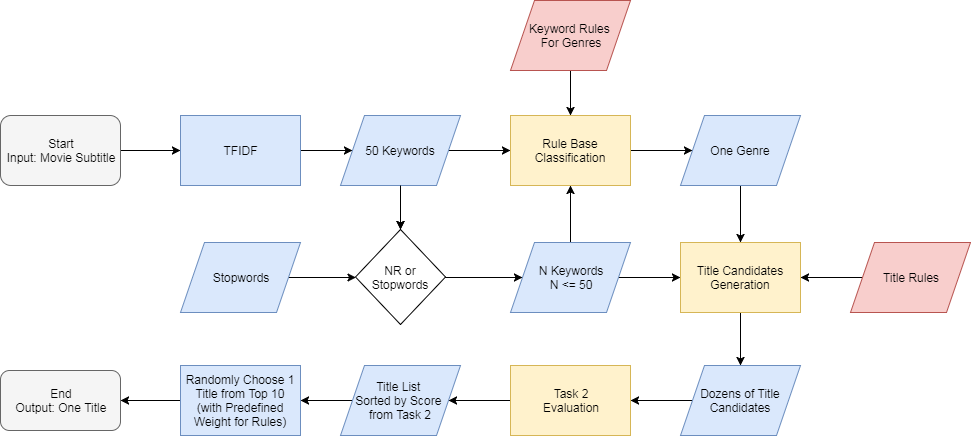 Keyword Rules
For Genres
Start
Input: Movie Subtitle
TFIDF
50 Keywords
Rule Base
Classification
One Genre
Stopwords
NR or
Stopwords
N Keywords
N <= 50
Title Candidates
Generation
Title Rules
End
Output: One Title
Randomly Choose 1
Title from Top 10
(with Predefined
Weight for Rules)
Title List
Sorted by Score
from Task 2
Task 2
Evaluation
Dozens of Title
Candidates